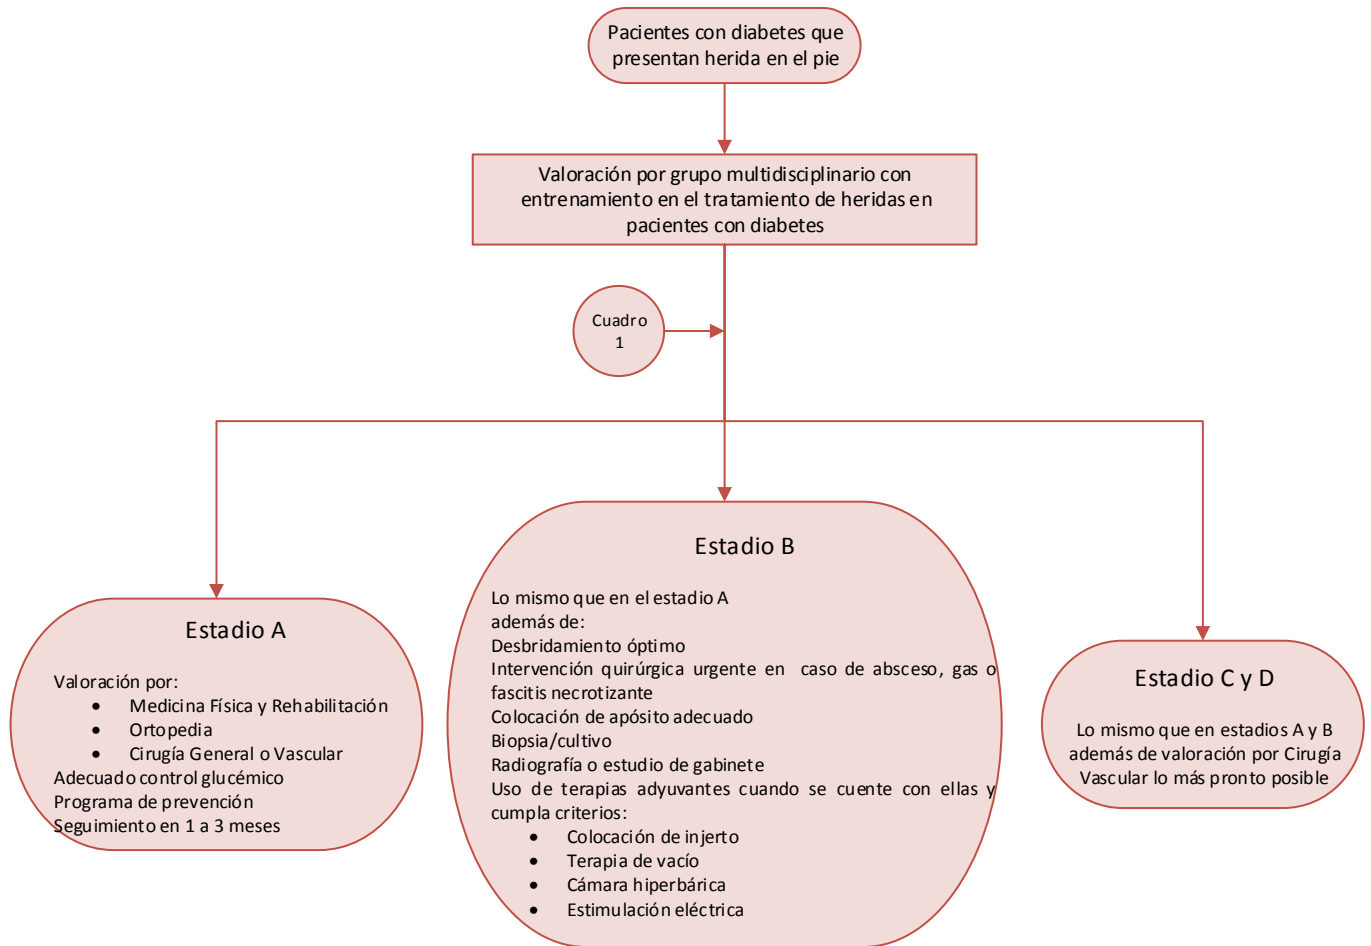 Pacientes con diabetes que
presentan herida en el pie
Valoración por grupo multidisciplinario con
entrenamiento en el tratamiento de heridas en
pacientes con diabetes
Cuadro
1
Estadio A
Valoración por:
• Medicina Física y Rehabilitación
• Ortopedia
• Cirugía General o Vascular
Adecuado control glucémico
Programa de prevención
Seguimiento en 1 a 3 meses
Estadio B
Lo mismo que en el estadio A
además de:
Desbridamiento óptimo
Intervención quirúrgica urgente en caso de absceso, gas o
fascitis necrotizante
Colocación de apósito adecuado
Biopsia/cultivo
Radiografía o estudio de gabinete
Uso de terapias adyuvantes cuando se cuente con ellas y
cumpla criterios:
• Colocación de injerto
• Terapia de vacío
• Cámara hiperbárica
• Estimulación eléctrica
Estadio C y D
Lo mismo que en estadios A y B
además de valoración por Cirugía
Vascular lo más pronto posible